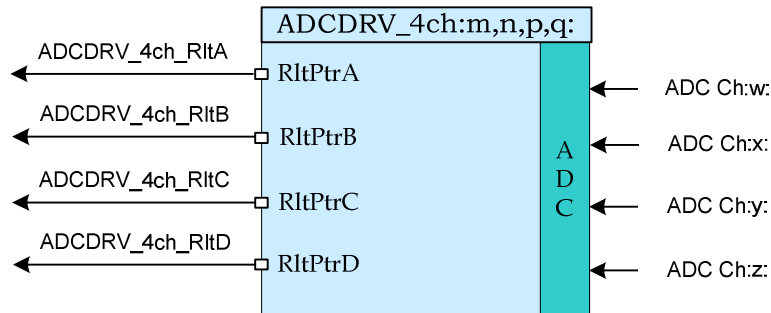 ADCDRV_4ch:m,n,p,q:
ADCDRV_4ch_RltA
RltPtrA
ADC Ch:w:
ADCDRV_4ch_RltB
RltPtrB
ADC Ch:x:
A
D
C
ADCDRV_4ch_RltC
RltPtrC
ADC Ch:y:
ADCDRV_4ch_RltD
RltPtrD
ADC Ch:z: